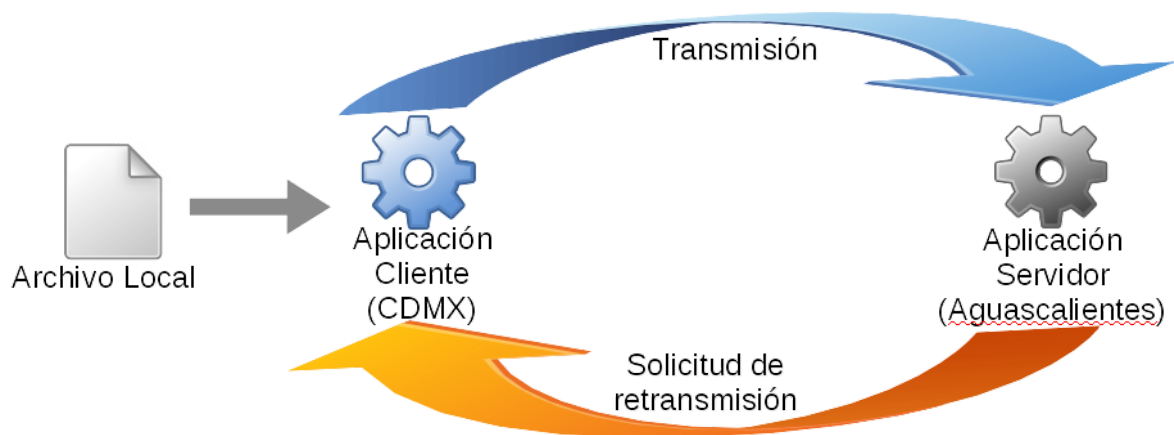 Transmisión
Archivo Local
Aplicación
Cliente
(CDMX)
Aplicación
Servidor
(Aguascalientes)
Solicitud de
retransmisión